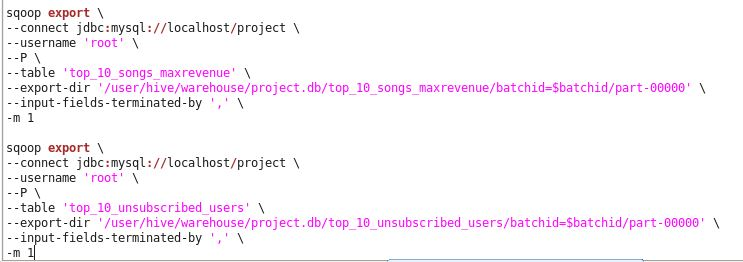 sqoop export \
--connect jdbc:mysql://localhost/project \
--username 'root' \
--P \
--table 'top_10_songs_maxrevenue' \
--export-dir '/user/hive/warehouse/project.db/top_10_songs_maxrevenue/batchid=$batchid/part-00000' \
--input-fields-terminated-by ',' \
-m 1
sqoop export \
--connect jdbc:mysql://localhost/project \
--username 'root' \
--P \
--table 'top_10_unsubscribed_users' \
--export-dir '/user/hive/warehouse/project.db/top_10_unsubscribed_users/batchid=$batchid/part-00000' \
--input-fields-terminated-by ',' \
-m 1